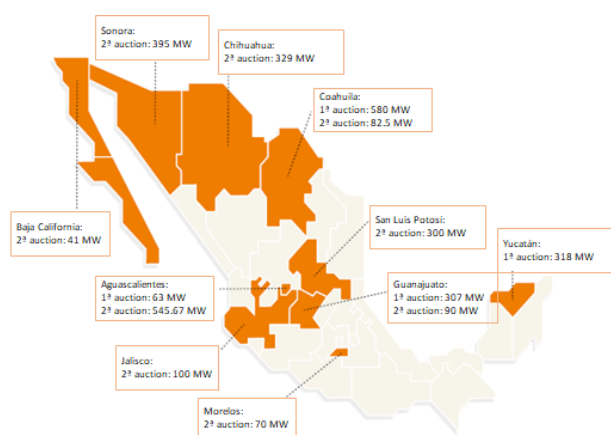 Sonora:
2ª auction: 395 MW
Chihuahua:
2ª auction: 329 MW
Coahuila:
1ª auction: 580 MW
2ª auction: 82.5 MW
Baja California:
2ª auction: 41 MW
San Luis Potosí:
2ª auction: 300 MW
Yucatán:
1ª auction: 318 MW
Aguascalientes:
1ª auction: 63 MW
2ª auction: 545.67 MW
Guanajuato:
1ª auction: 307 MW
2ª auction: 90 MW
Jalisco:
2ª auction: 100 MW
Morelos:
2ª auction: 70 MW